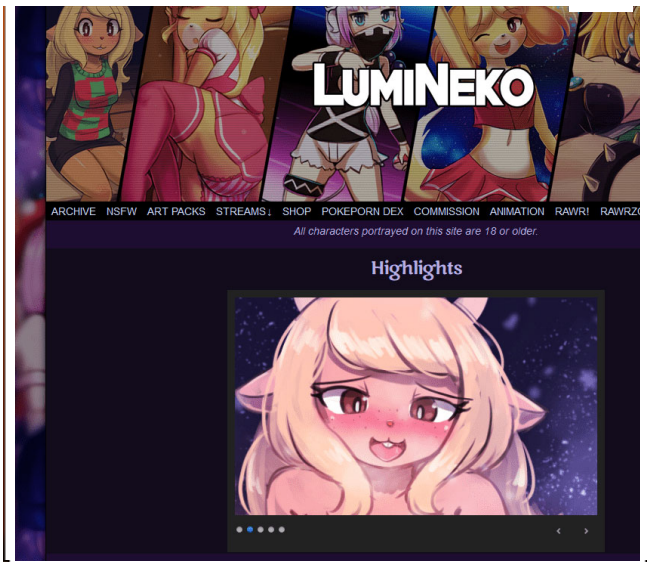 LUMINEKO
ARCHIVE NSFW ART PACKS STREAMS↓ SHOP POKEPORN DEX COMMISSION ANIMATION RAWR! RAWRZ
All characters portrayed on this site are 18 or older.
Highlights